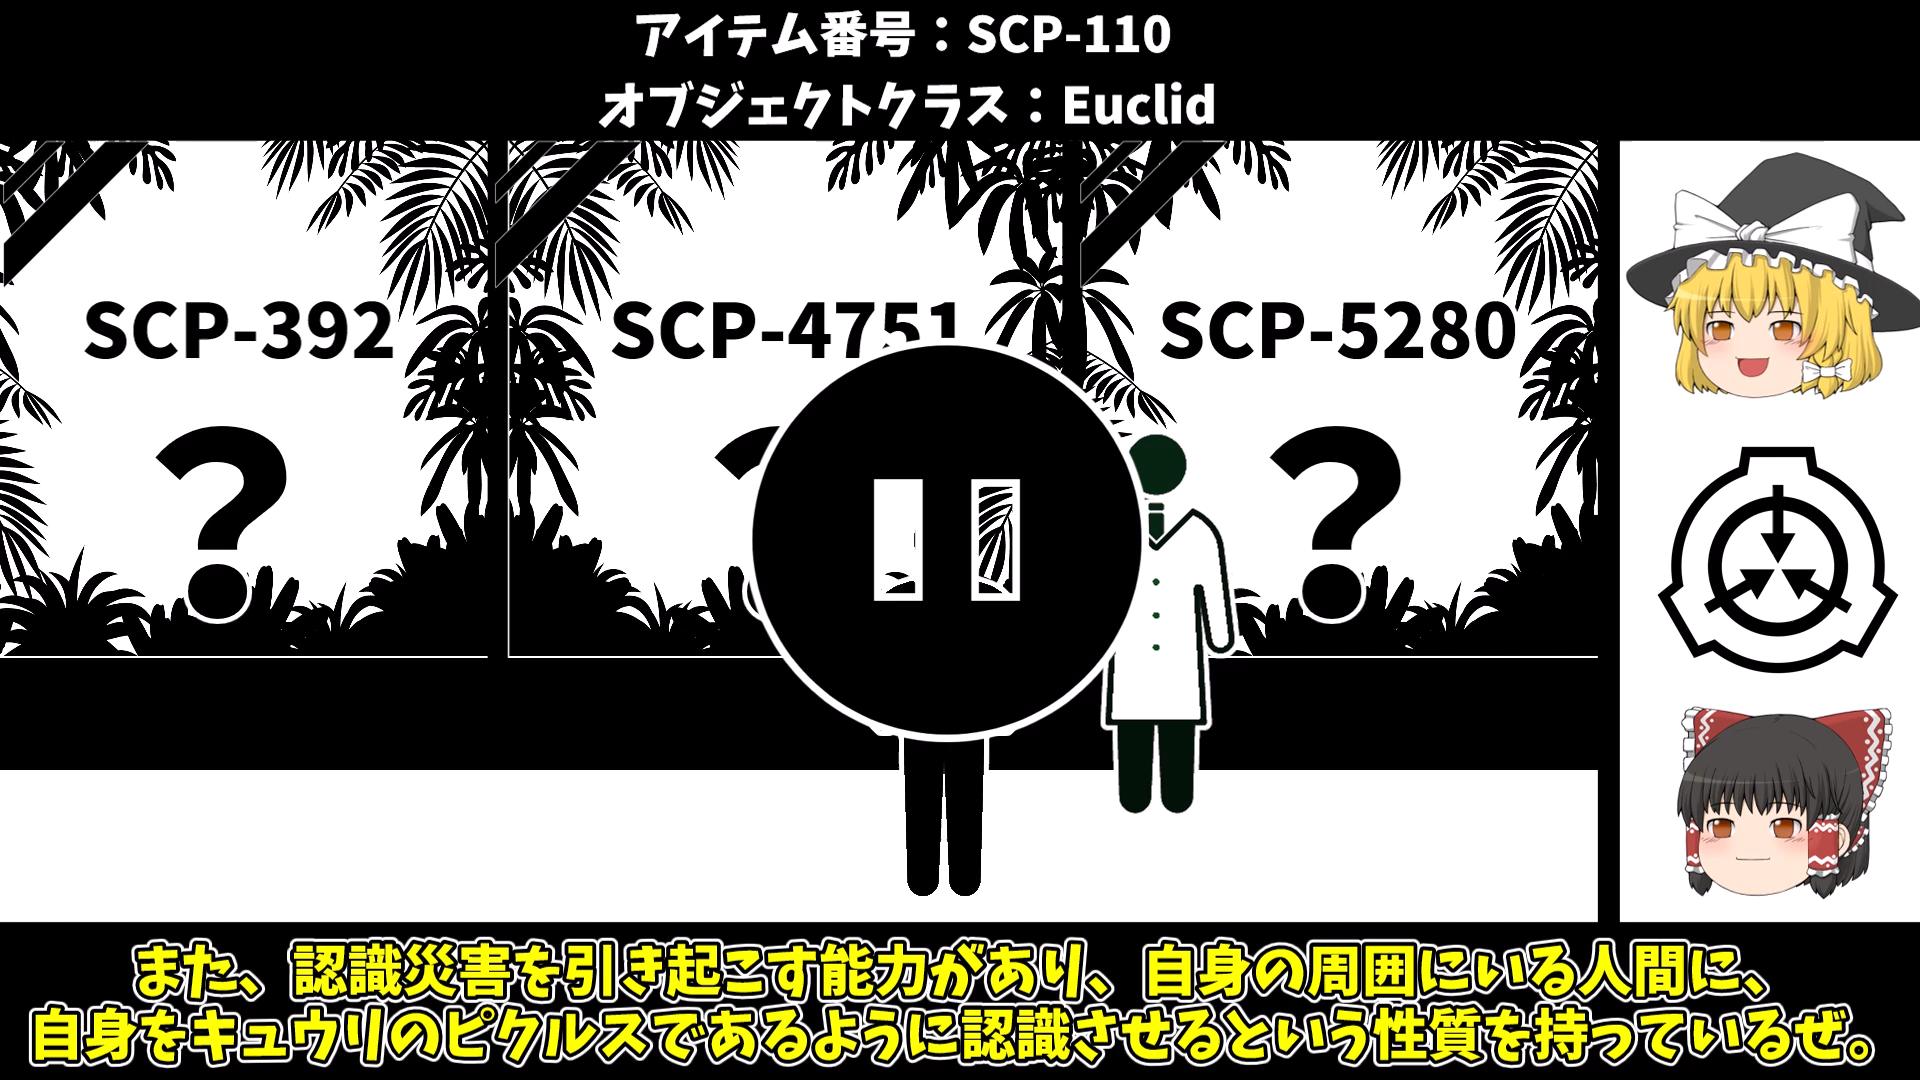 アイテム番号：SCP-110
オブジェクトクラス：Euclid
SCP-392
SCP-4751
SCP-5280
?
?
?
また、認識災害を引き起こす能力があり、自身の周囲にいる人間に、
自身をキュウリのピクルスであるように認識させるという性質を持っているぜ。